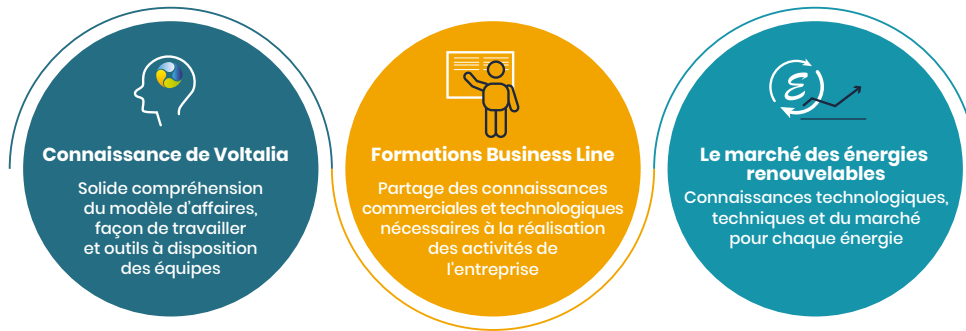 Connaissance de Voltalia
Solide compréhension
du modèle d'affaires,
façon de travailler
et outils à disposition
des équipes
Formations Business Line
Partage des connaissances
commerciales et technologiques
nécessaires à la réalisation
des activités de
l'entreprise
Le marché des énergies
renouvelables
Connaissances technologiques,
techniques et du marché
pour chaque énergie